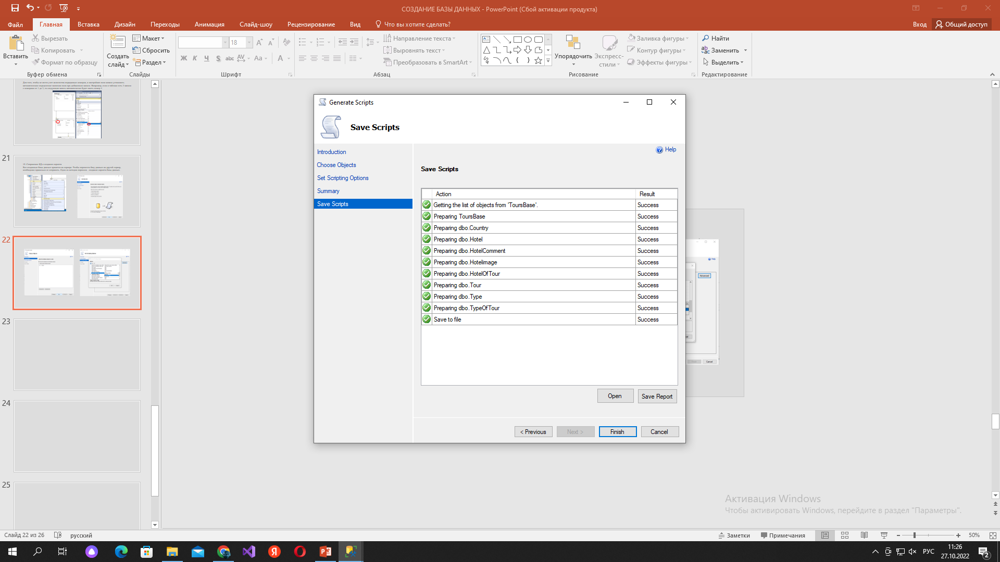 СОЗДАНИЕ БАЗЫ ДАННЫХ - PowerPoint (Сбой активации продукта)
Файл
Главная
Вставка
Дизайн
Переходы
Анимация
Слайд-шоу
Рецензирование
Вид
Что вы хотите сделать?
Вход
Общий доступ
Вставить
Вырезать
Копировать
Формат по образцу
Буфер обмена
Создать
слайд
Макет
Сбросить
Раздел
Слайды
18
Ж К Ч S abc AV Aa A
Шрифт
Направление текста
Выровнять текст
Преобразовать в SmartArt
Абзац
Упорядочить
Экспресс-
стили
Заливка фигуры
Контур фигуры
Эффекты фигуры
Рисование
Найти
Заменить
Выделить
Редактирование
21
22
23
24
25
Generate Scripts
Save Scripts
Introduction
Choose Objects
Set Scripting Options
Summary
Save Scripts
Help
Save Scripts
Action Result
Getting the list of objects from 'ToursBase'. Success
Preparing ToursBase Success
Preparing dbo.Country Success
Preparing dbo.Hotel Success
Preparing dbo.HotelComment Success
Preparing dbo.Hotelimage Success
Preparing dbo.HotelOfTour Success
Preparing dbo.Tour Success
Preparing dbo.Type Success
Preparing dbo.TypeOfTour Success
Save to file Success
Open
Save Report
< Previous
Next >
Finish
Cancel
Help
Advanced
Cancel
Активация Windows
Чтобы активировать Windows, перейдите в раздел "Параметры".
Слайд 22 из 26
русский
Заметки
Примечания
50%
РУС
11:26
27.10.2022
2